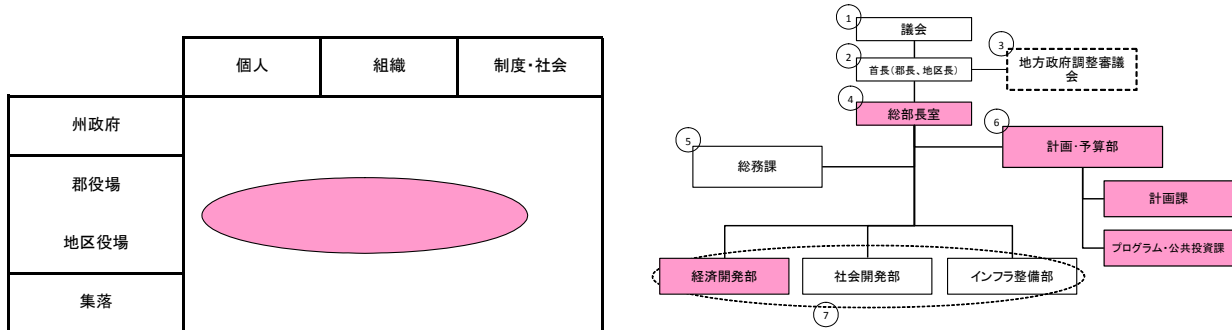 個人
組織
制度・社会
州政府
郡役場
地区役場
集落
1
議会
2
首長(郡長、地区長)
3
地方政府調整審議
会
4
総部長室
5
総務課
6
計画・予算部
計画課
プログラム・公共投資課
経済開発部
社会開発部
インフラ整備部
7